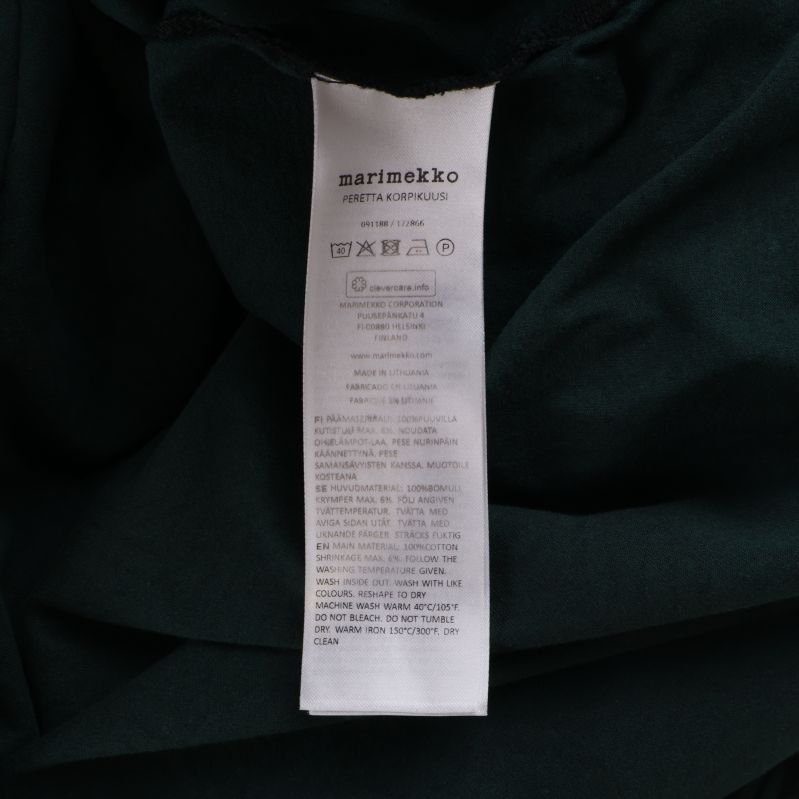 marimekko
PERETTA KORPIKUUSI
091188 / 172866
40 P
clevercare.info
MARIMEKKO CORPORATION
PUUSEPÄNKATU 4
FI-00880 HELSINKI
FINLAND
www.marimekko.com
MADE IN LITHUANIA
FABRICADO EN LITUANIA
FABRIQUE EN LITUANIE
FI PÄÄMATERIAALI: 100%PUUVILLA
KUTISTUU MAX. 6%. NOUDATA
OHJELÄMPÖT-LAA. PESE NURINPÄIN
KÄÄNNETTYNÄ. PESE
SAMANSÄVYISTEN KANSSA. MUOTOILE
KOSTEANA
SE HUVUDMATERIAL: 100%BOMULL
KRYMPER MAX. 6%. FÖLJ ANGIVEN
TVÄTTEMPERATUR. TVÄTTA MED
AVIGA SIDAN UTÅT. TVÄTTA MED
LIKNANDE FÄRGER. STRÄCKS FUKTIG
EN MAIN MATERIAL: 100%COTTON
SHRINKAGE MAX. 6%. FOLLOW THE
WASHING TEMPERATURE GIVEN.
WASH INSIDE OUT. WASH WITH LIKE
COLOURS. RESHAPE TO DRY
MACHINE WASH WARM 40°C/105°F.
DO NOT BLEACH. DO NOT TUMBLE
DRY. WARM IRON 150°C/300°F. DRY
CLEAN